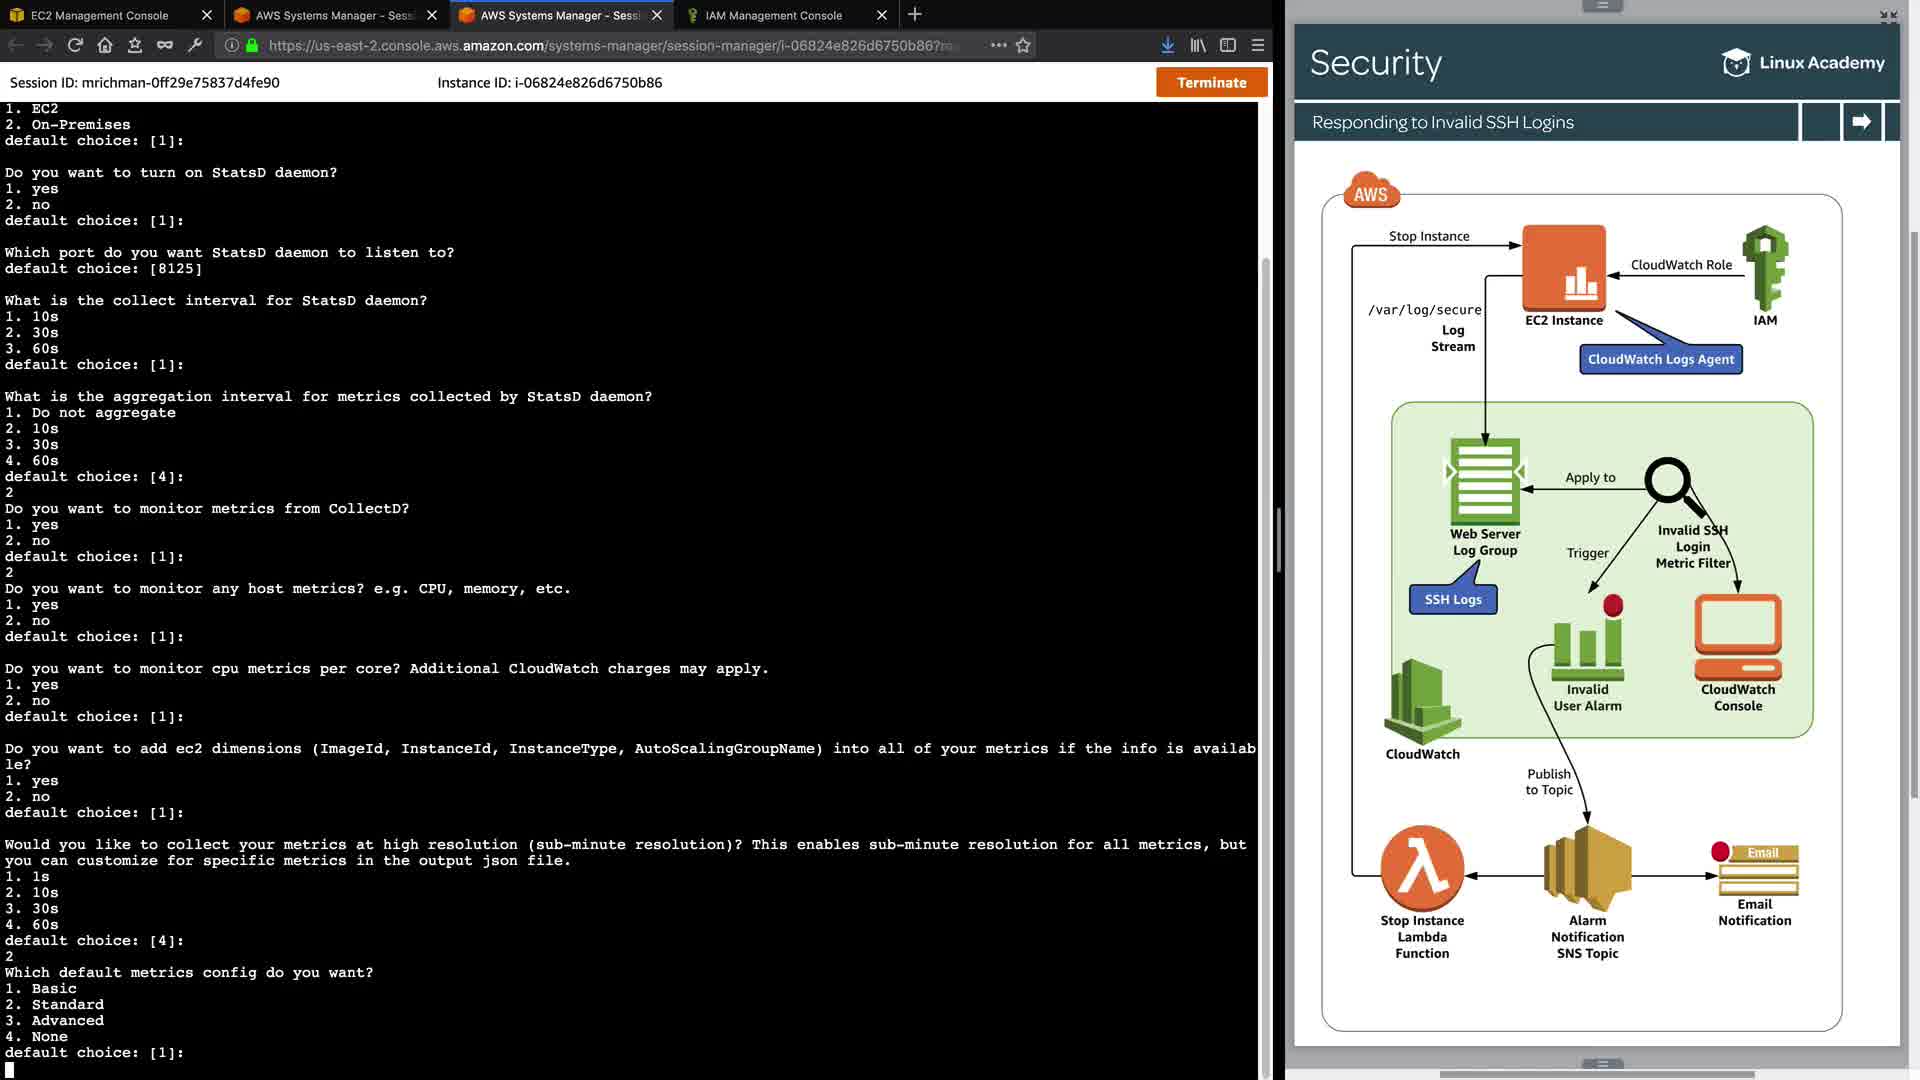 EC2 Management Console
AWS Systems Manager - Sess
AWS Systems Manager - Sess
IAM Management Console
https://us-east-2.console.aws.amazon.com/systems-manager/session-manager/i-06824e826d6750b86?re
Session ID: mrichman-0ff29e75837d4fe90
Instance ID: i-06824e826d6750b86
Terminate
1. EC2
2. On-Premises
default choice: [1]:
Do you want to turn on StatsD daemon?
1. yes
2. no
default choice: [1]:
Which port do you want StatsD daemon to listen to?
default choice: [8125]
What is the collect interval for StatsD daemon?
1. 10s
2. 30s
3. 60s
default choice: [1]:
What is the aggregation interval for metrics collected by StatsD daemon?
1. Do not aggregate
2. 10s
3. 30s
4. 60s
default choice: [4]:
2
Do you want to monitor metrics from CollectD?
1. yes
2. no
default choice: [1]:
2
Do you want to monitor any host metrics? e.g. CPU, memory, etc.
1. yes
2. no
default choice: [1]:
Do you want to monitor cpu metrics per core? Additional CloudWatch charges may apply.
1. yes
2. no
default choice: [1]:
Do you want to add ec2 dimensions (ImageId, InstanceId, InstanceType, AutoScalingGroupName) into all of your metrics if the info is availab
le?
1. yes
2. no
default choice: [1]:
Would you like to collect your metrics at high resolution (sub-minute resolution)? This enables sub-minute resolution for all metrics, but
you can customize for specific metrics in the output json file.
1. 1s
2. 10s
3. 30s
4. 60s
default choice: [4]:
2
Which default metrics config do you want?
1. Basic
2. Standard
3. Advanced
4. None
default choice: [1]:
Security
Linux Academy
Responding to Invalid SSH Logins
AWS
Stop Instance
CloudWatch Role
/var/log/secure
Log
Stream
EC2 Instance
IAM
CloudWatch Logs Agent
Apply to
Web Server
Log Group
Invalid SSH
Login
Metric Filter
Trigger
SSH Logs
Invalid
User Alarm
CloudWatch
Console
CloudWatch
Publish
to Topic
Email
Stop Instance
Lambda
Function
Alarm
Notification
SNS Topic
Email
Notification